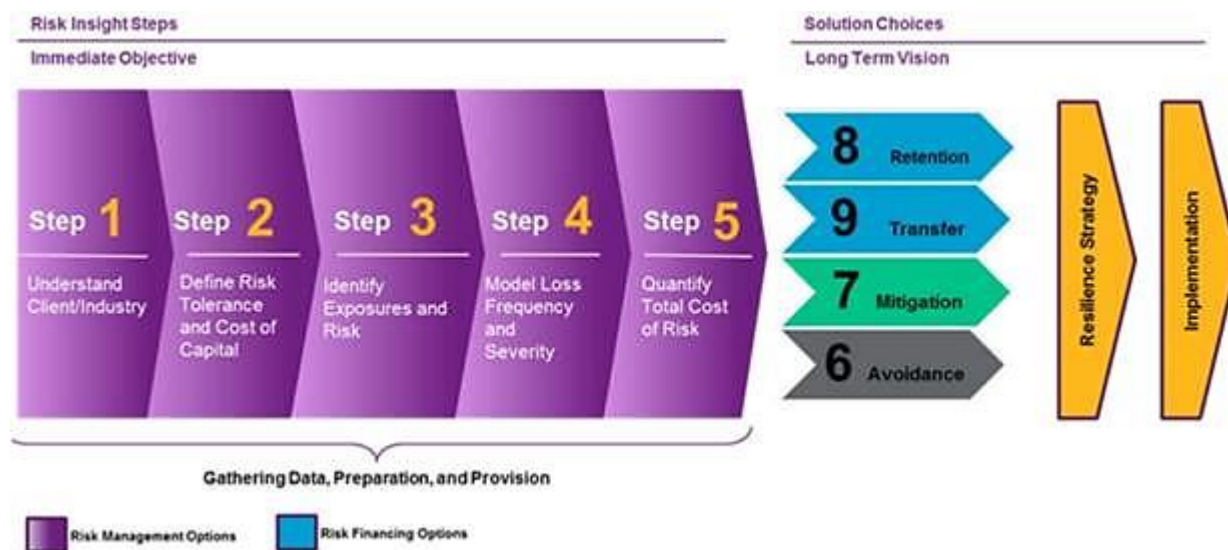 Risk Insight Steps
Immediate Objective
Solution Choices
Long Term Vision
Step 1
Understand
Client/Industry
Step 2
Define Risk
Tolerance
and Cost of
Capital
Step 3
Identify
Exposures and
Risk
Step 4
Model Loss
Frequency
and
Severity
Step 5
Quantify
Total Cost
of Risk
8 Retention
9 Transfer
7 Mitigation
6 Avoidance
Resilience Strategy
Implementation
Gathering Data, Preparation, and Provision
Risk Management Options
Risk Financing Options